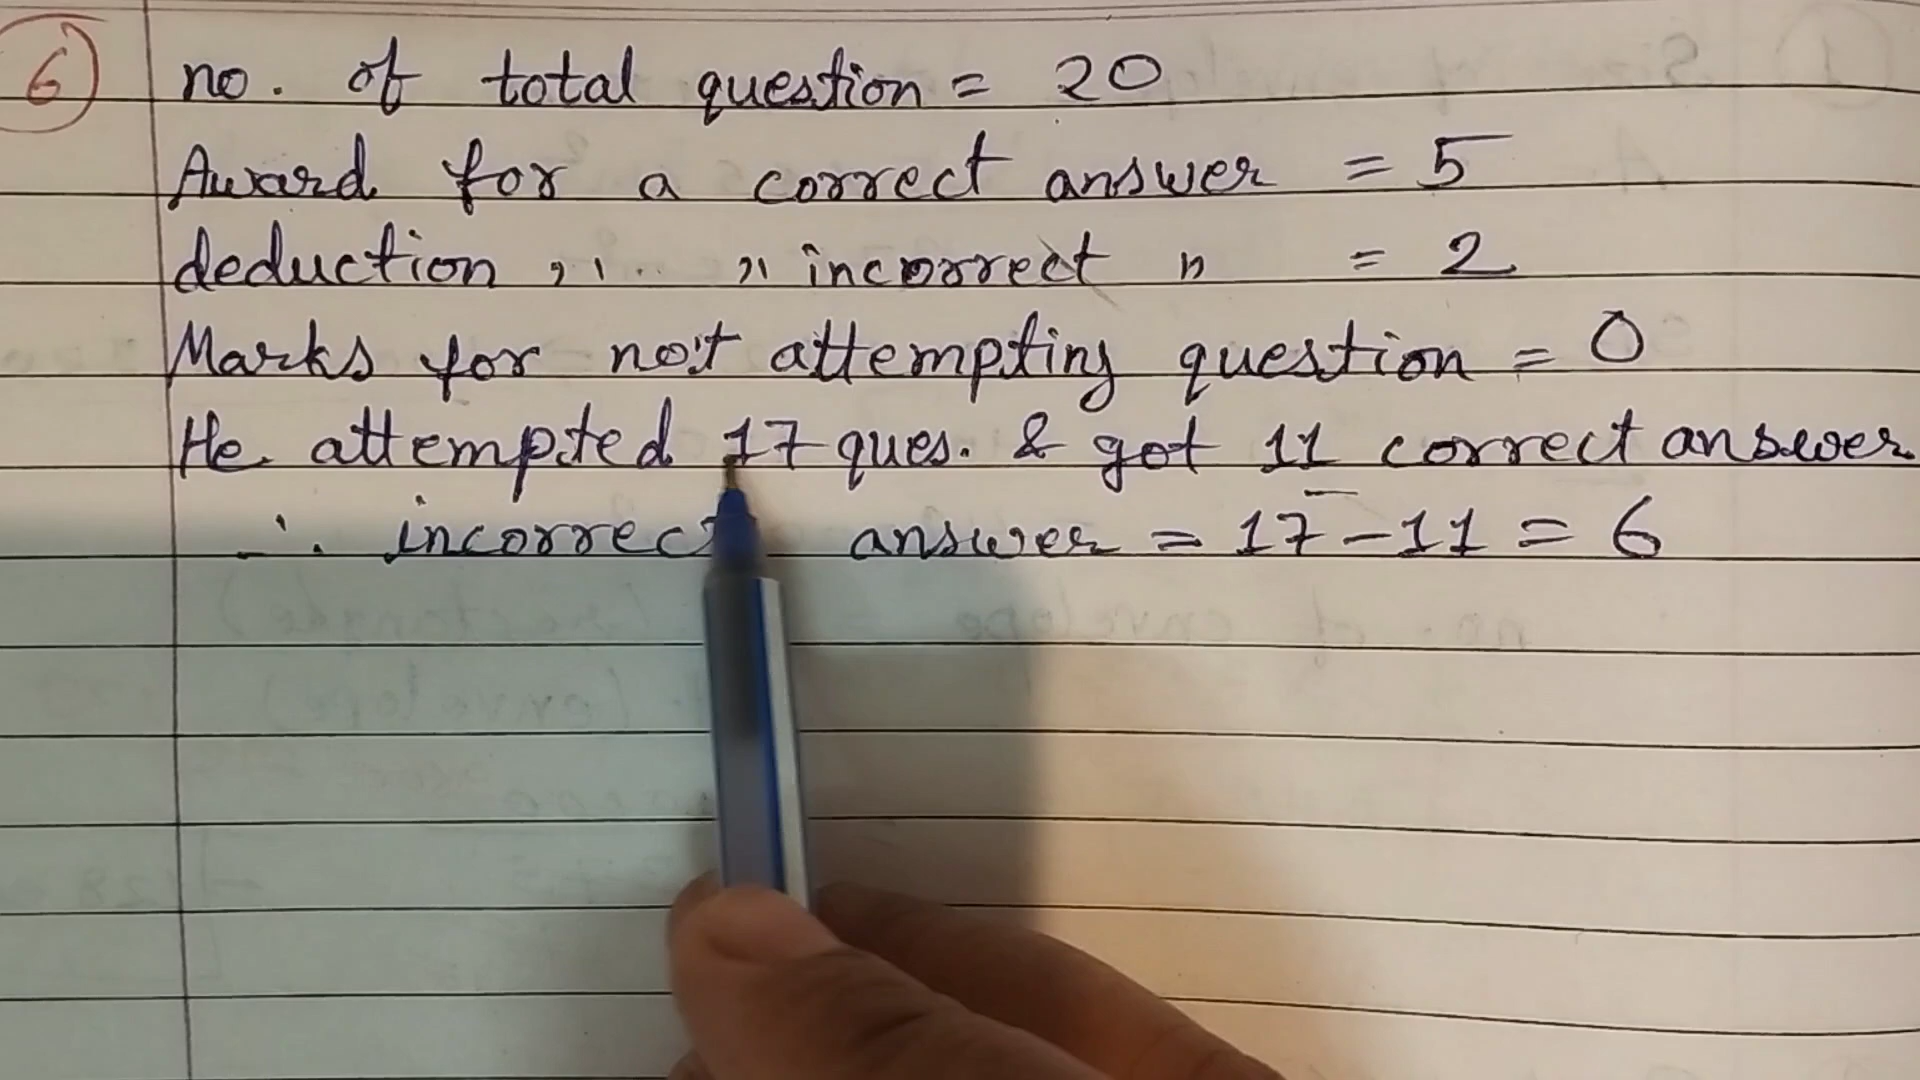 6
no. of total question = 20
Award for a correct answer = 5
deduction ,, .. ,, incorrect " = 2
Marks for not attempting question = 0
He attempted 17 ques. & got 11 correct answer
∴ incorrect answer = 17 - 11 = 6